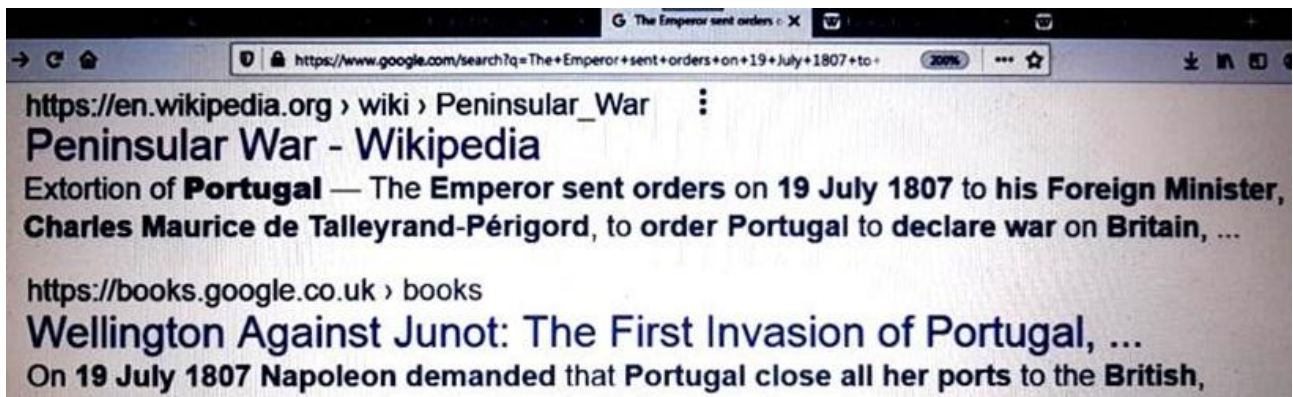 G The Emperor sent orders
https://www.google.com/search?q=The+Emperor+sent+orders+on+19+July+1807+to+ 200%
https://en.wikipedia.org › wiki › Peninsular_War
Peninsular War - Wikipedia
Extortion of Portugal — The Emperor sent orders on 19 July 1807 to his Foreign Minister,
Charles Maurice de Talleyrand-Périgord, to order Portugal to declare war on Britain, ...
https://books.google.co.uk › books
Wellington Against Junot: The First Invasion of Portugal, ...
On 19 July 1807 Napoleon demanded that Portugal close all her ports to the British,